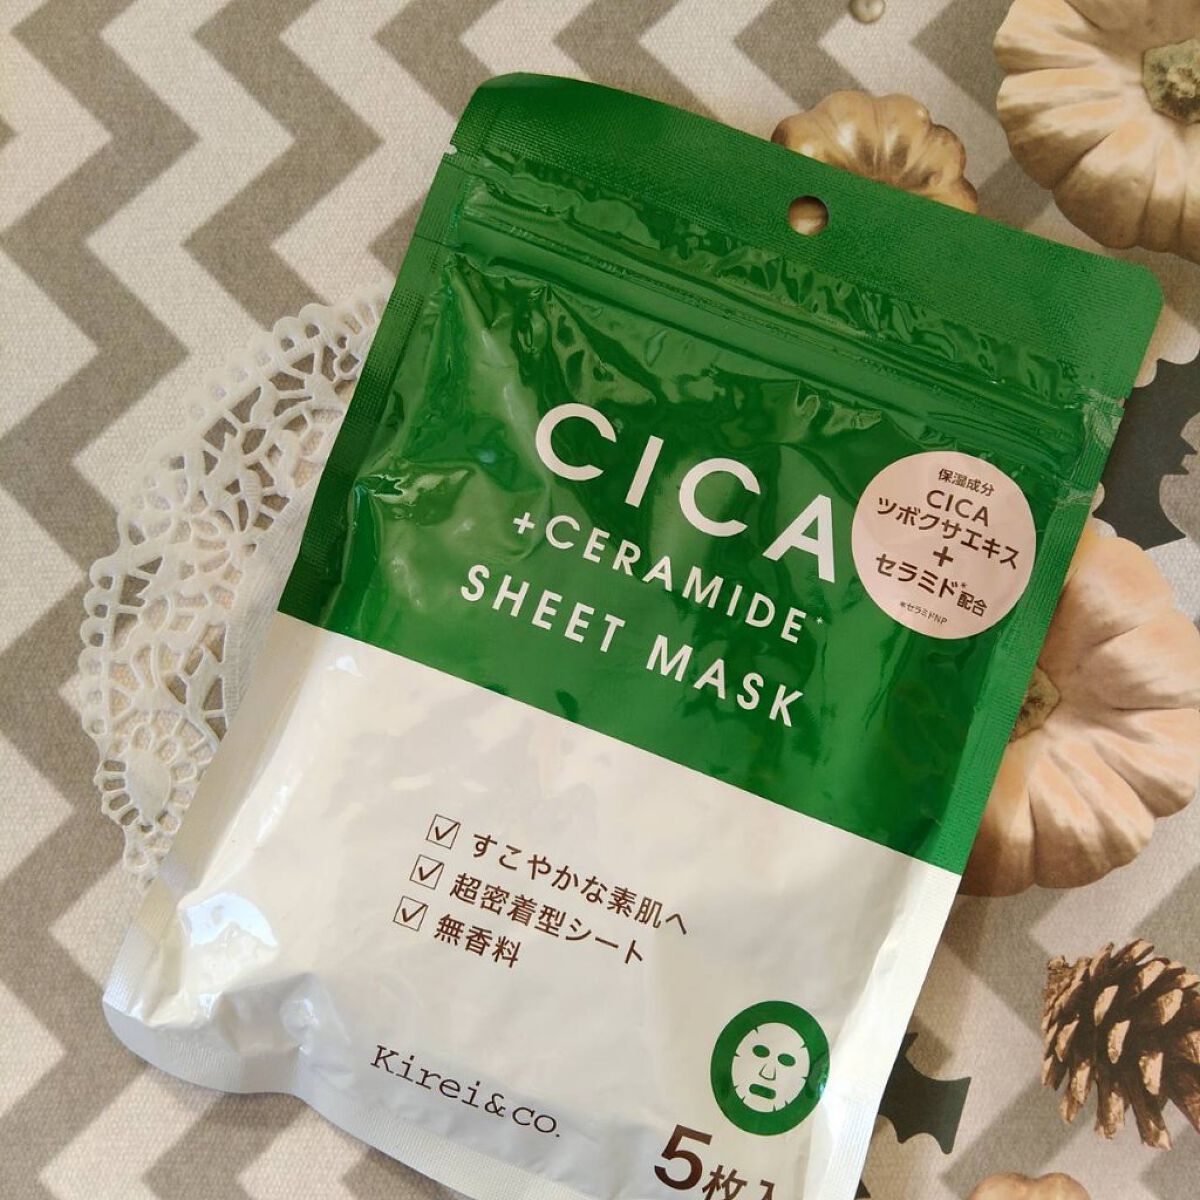 CICA
+CERAMIDE*
SHEET MASK
保湿成分
CICA
ツボクサエキス
+
セラミド*配合
*セラミドNP
すこやかな素肌へ
超密着型シート
無香料
Kirei&co.
5枚入